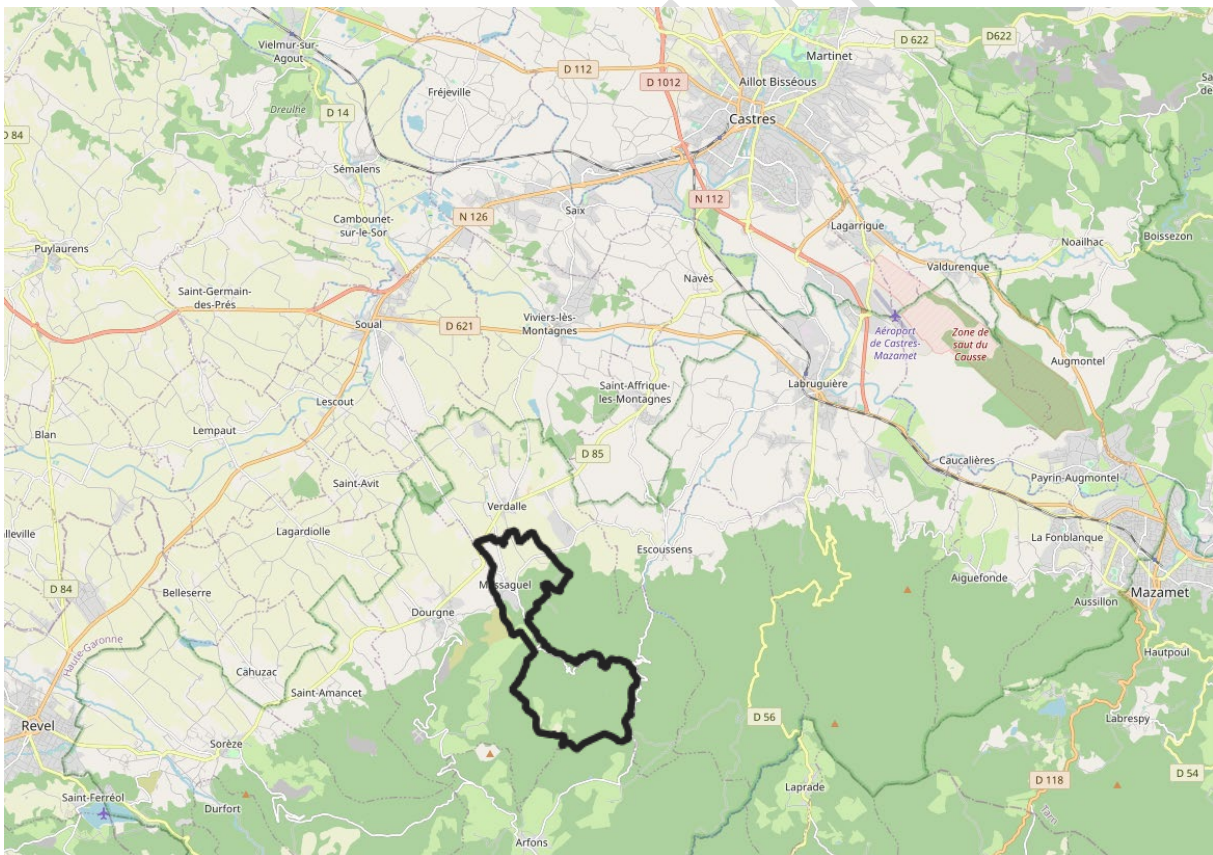 D 622
D622
Vielmur-sur-
Agout
Martinet
D 112
D 1012
Aillot Bisséous
Fréjeville
Dreulhe
D 14
Castres
D 84
Sémalens
N 112
Saix
Cambounet-
sur-le-Sor
N 126
Lagarrigue
Noailhac
Boissezon
Puylaurens
Valdurenque
Navès
Saint-Germain-
des-Prés
Viviers-lès-
Montagnes
Soual
D 621
Aéroport
de Castres-
Mazamet
Zone de
saut du
Causse
Augmontel
Saint-Affrique-
les-Montagnes
Labruguière
Lescout
Lempaut
Blan
D 85
Caucalières
Saint-Avit
Payrin-Augmontel
Verdalle
alleville
Lagardiolle
La Fonblanque
Escoussens
Massaguel
Aiguefonde
D 84
Belleserre
Mazamet
Aussillon
Dourgne
Haute-Garonne
Hautpoul
Cahuzac
Saint-Amancet
D 56
Labrespy
Revel
Sorèze
D 118
D 54
Laprade
Saint-Ferréol
Durfort
Tarn
Arfons